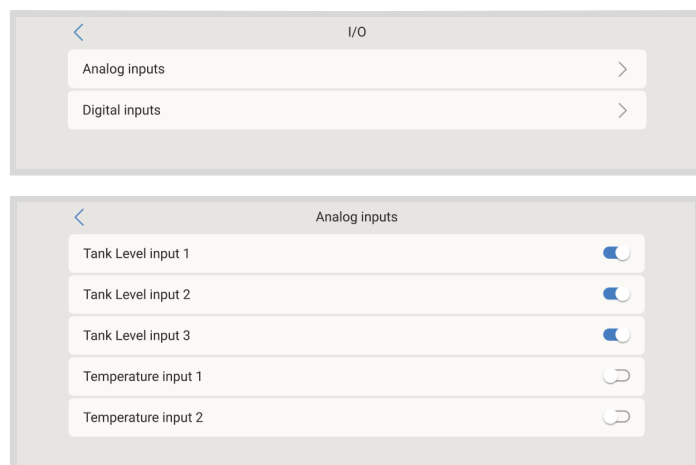 I/O
Analog inputs
Digital inputs
Analog inputs
Tank Level input 1
Tank Level input 2
Tank Level input 3
Temperature input 1
Temperature input 2